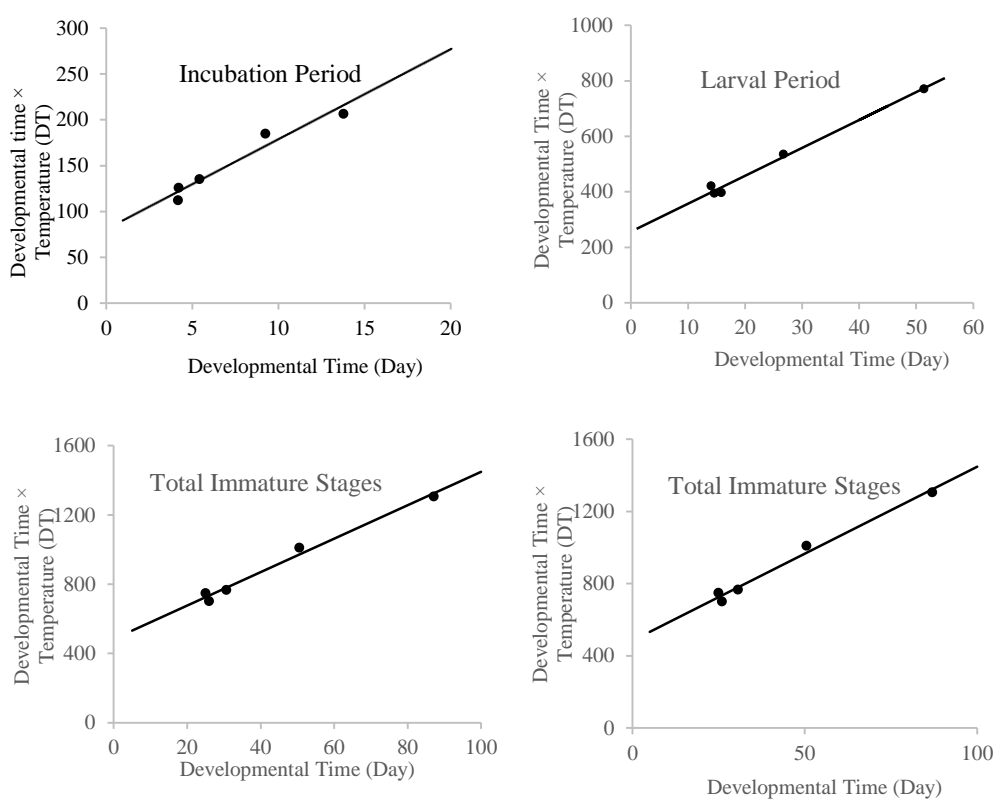 Incubation Period
Developmental time ×
Temperature (DT)
300
250
200
150
100
50
0
0 5 10 15 20
Developmental Time (Day)
Larval Period
Developmental Time ×
Temperature (DT)
1000
800
600
400
200
0
0 10 20 30 40 50 60
Developmental Time (Day)
Total Immature Stages
Developmental Time ×
Temperature (DT)
1600
1200
800
400
0
0 20 40 60 80 100
Developmental Time (Day)
Total Immature Stages
Developmental Time ×
Temperature (DT)
1600
1200
800
400
0
0 50 100
Developmental Time (Day)